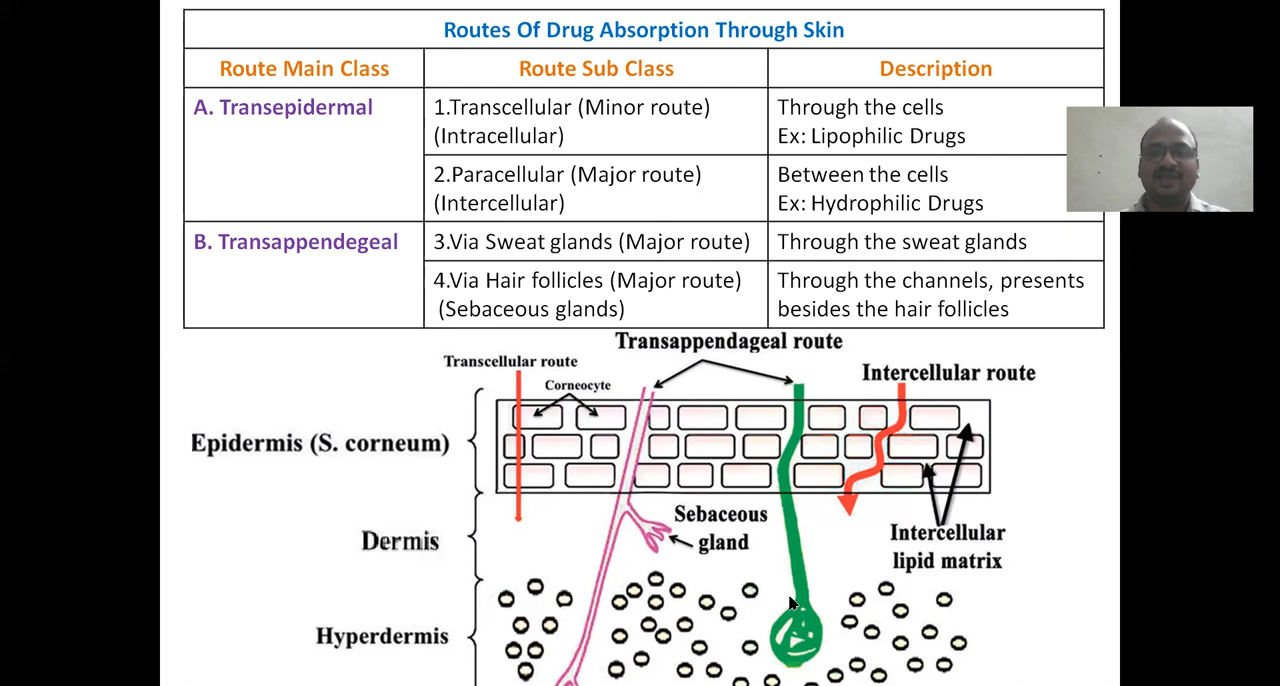 Routes Of Drug Absorption Through Skin
Route Main Class
Route Sub Class
Description
A. Transepidermal
1.Transcellular (Minor route)
(Intracellular)
Through the cells
Ex: Lipophilic Drugs
2.Paracellular (Major route)
(Intercellular)
Between the cells
Ex: Hydrophilic Drugs
B. Transappendegeal
3.Via Sweat glands (Major route)
Through the sweat glands
4.Via Hair follicles (Major route)
(Sebaceous glands)
Through the channels, presents
besides the hair follicles
Transappendageal route
Transcellular route
Intercellular route
Corneocyte
Epidermis (S. corneum)
Sebaceous
gland
Intercellular
lipid matrix
Dermis
Hyperdermis